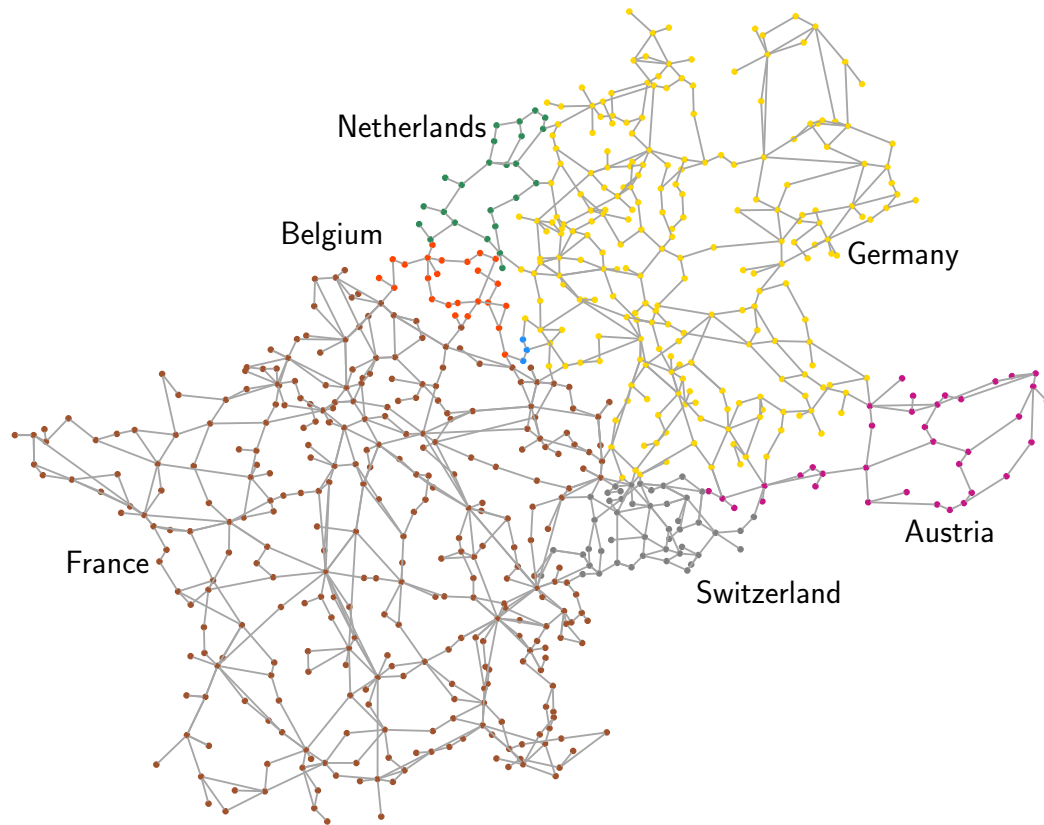 Netherlands
Belgium
Germany
France
Austria
Switzerland